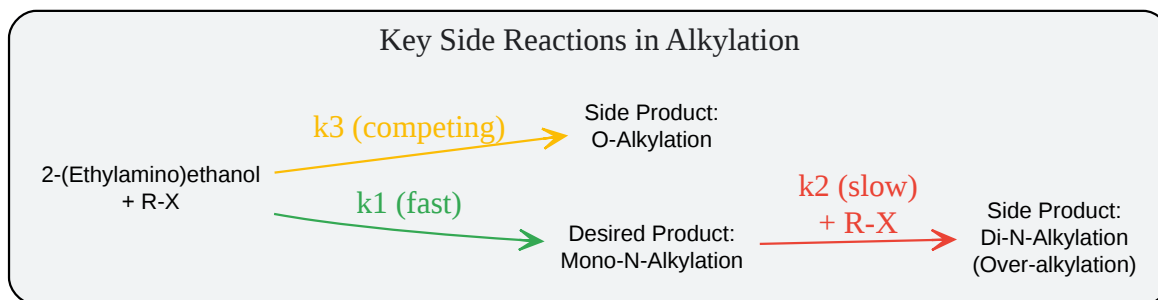 Key Side Reactions in Alkylation
Side Product:
O-Alkylation
k3 (competing)
2-(Ethylamino)ethanol
+ R-X
k1 (fast)
Desired Product:
Mono-N-Alkylation
k2 (slow)
+ R-X
Side Product:
Di-N-Alkylation
(Over-alkylation)